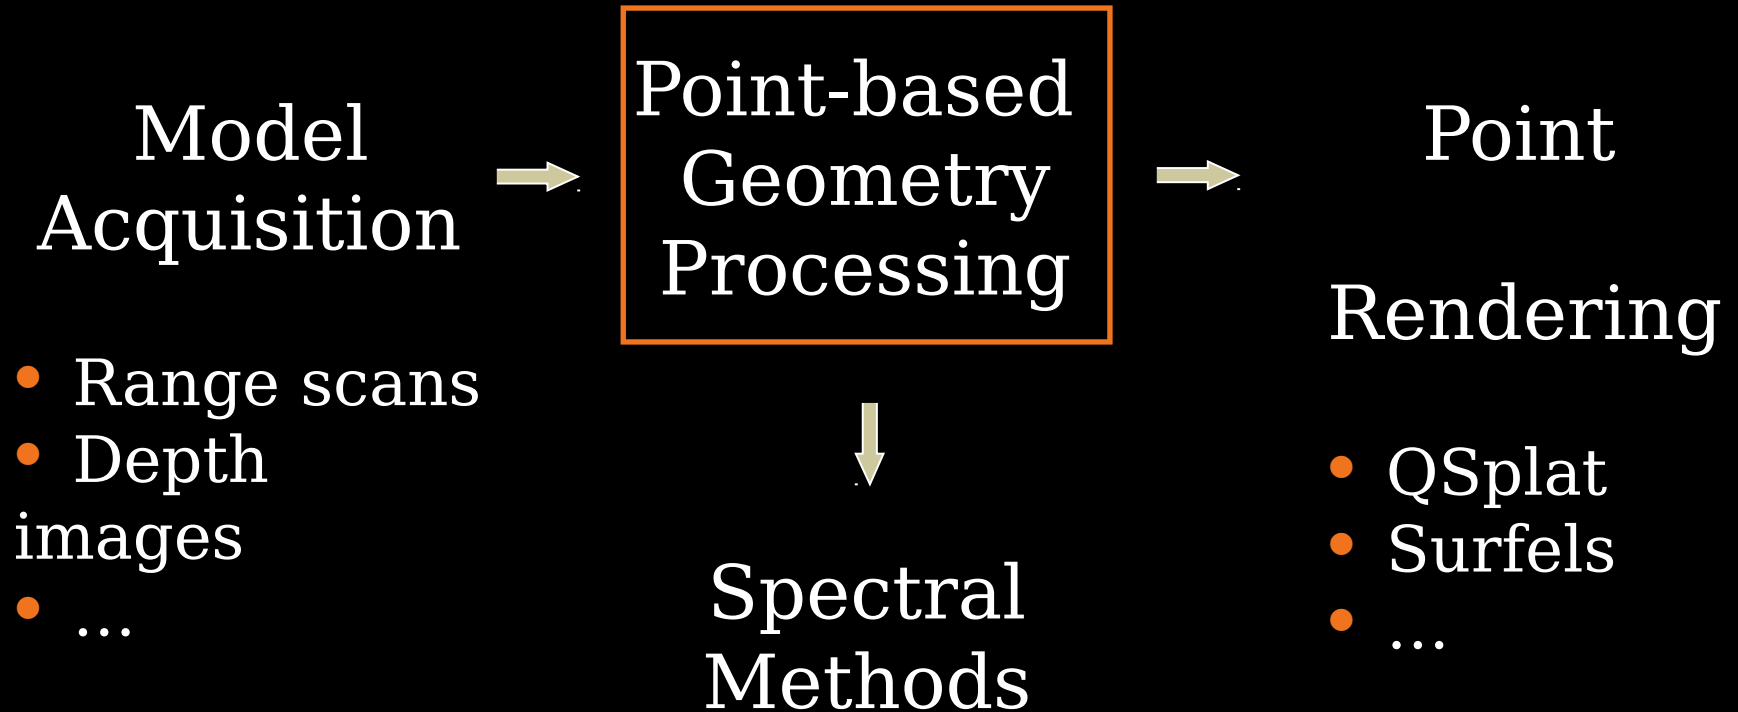 Model
Acquisition
• Range scans
• Depth
images
• ...
Point-based
Geometry
Processing
Spectral
Methods
Point
Rendering
• QSplat
• Surfels
• ...